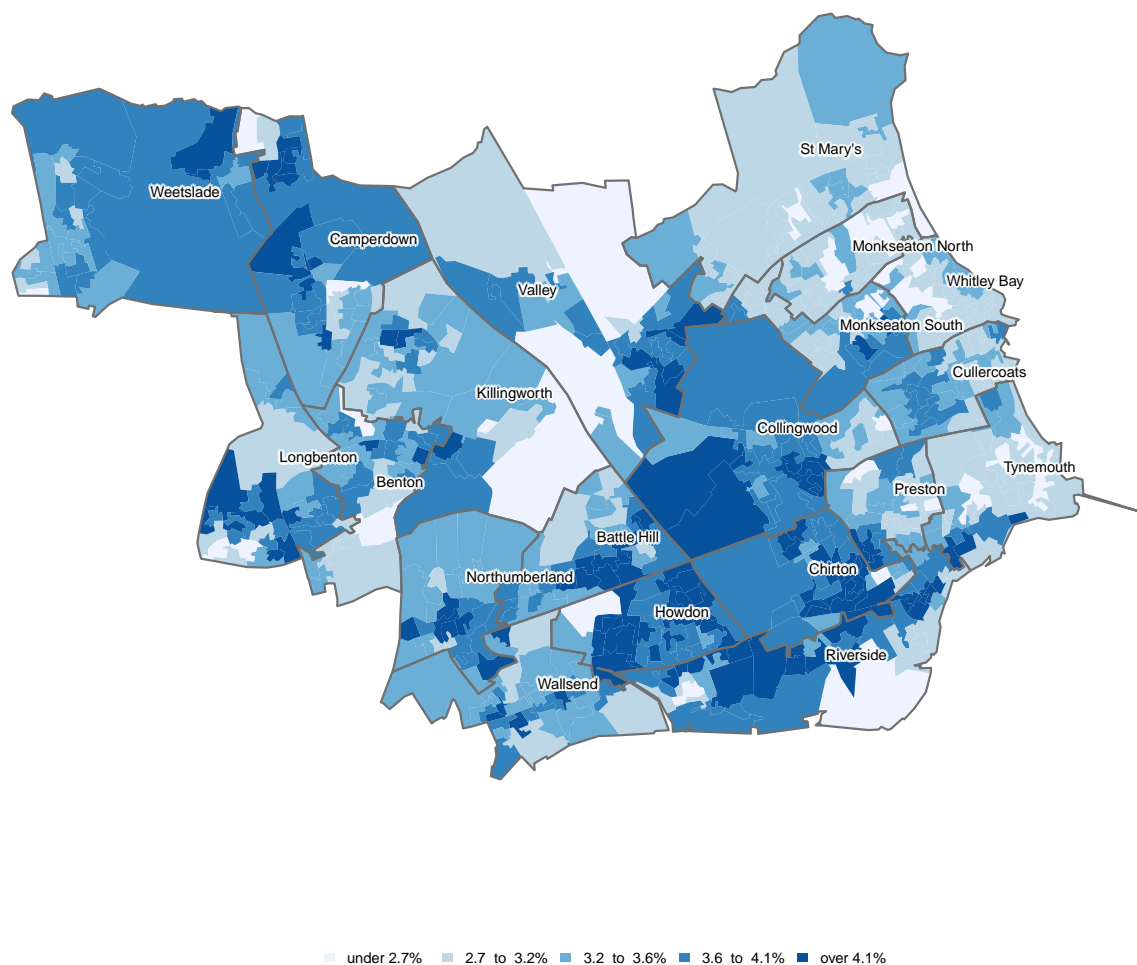 St Mary's
Weetslade
Camperdown
Monkseaton North
Valley
Whitley Bay
Monkseaton South
Cullercoats
Killingworth
Collingwood
Longbenton
Tynemouth
Benton
Preston
Battle Hill
Northumberland
Chirton
Howdon
Riverside
Wallsend
under 2.7% 2.7 to 3.2% 3.2 to 3.6% 3.6 to 4.1% over 4.1%